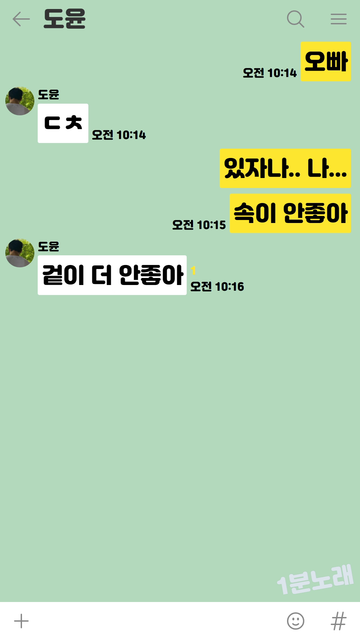 도윤
오빠
오전 10:14
도윤
ㄷㅊ
오전 10:14
있자나.. 나...
속이 안좋아
오전 10:15
도윤
겉이 더 안좋아
1
오전 10:16
1분노래